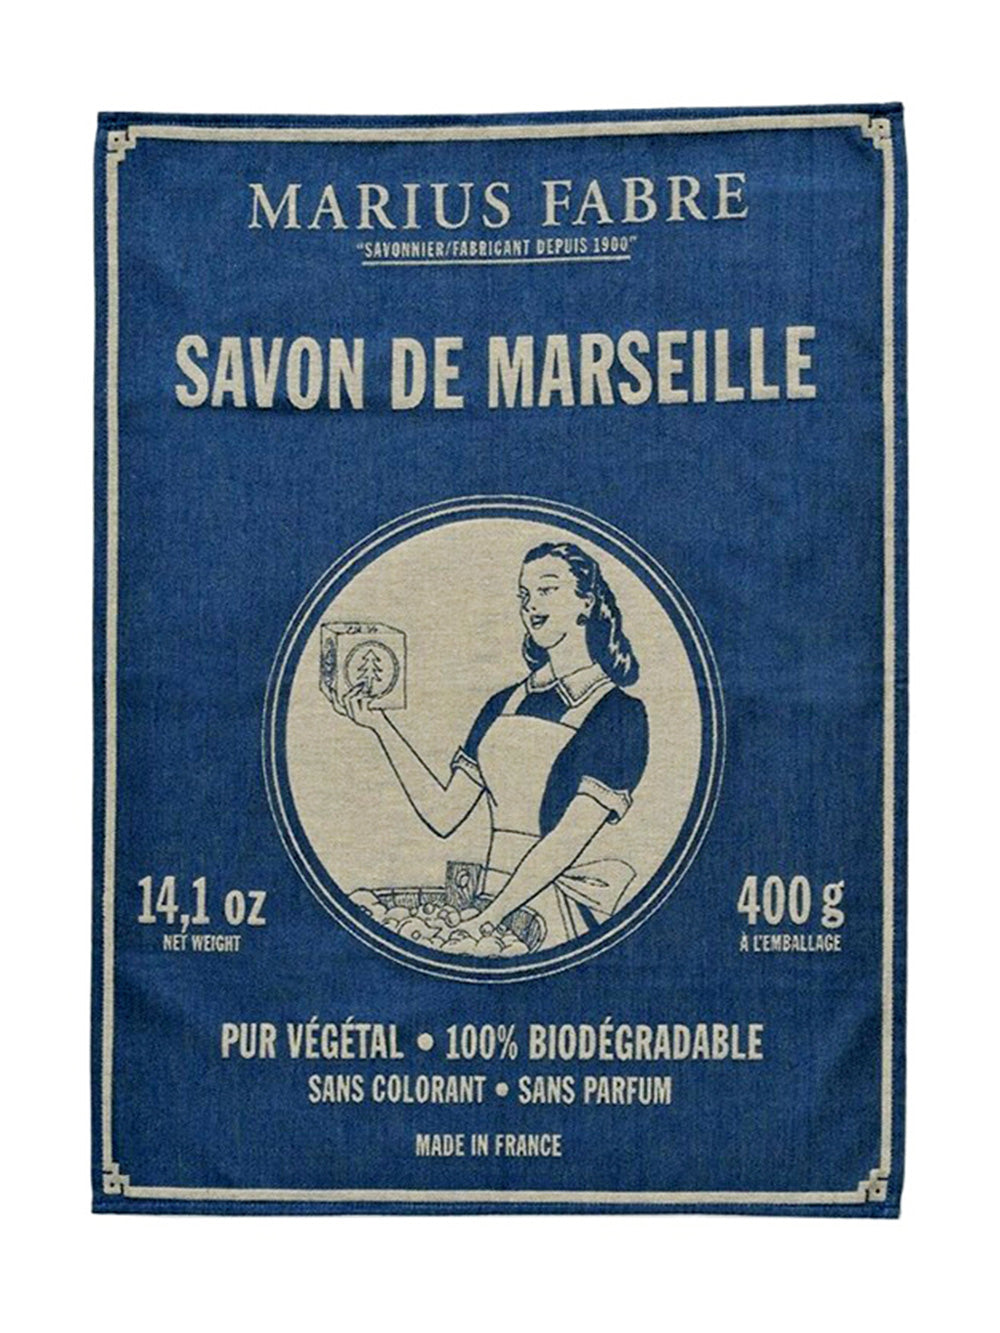 MARIUS FABRE
"SAVONNIER/FABRICANT DEPUIS 1900"
SAVON DE MARSEILLE
14,1 oz
NET WEIGHT
400 g
À L'EMBALLAGE
PUR VÉGÉTAL • 100% BIODÉGRADABLE
SANS COLORANT • SANS PARFUM
MADE IN FRANCE